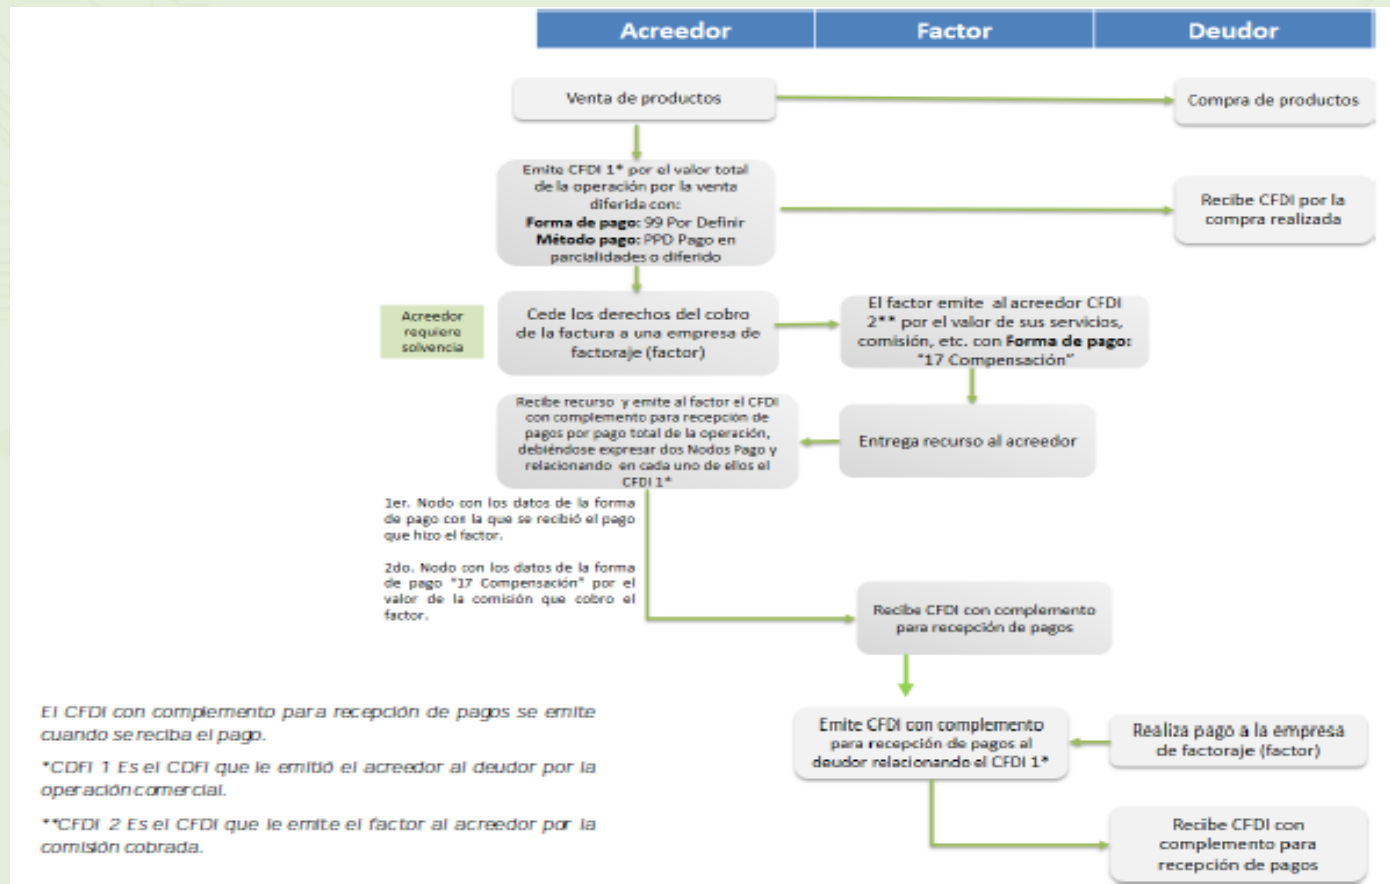 Acreedor
Factor
Deudor
Venta de productos
Compra de productos
Emite CFDI 1* por el valor total
de la operación por la venta
diferida con:
Forma de pago: 99 Por Definir
Método pago: PPD Pago en
parcialidades o diferido
Recibe CFDI por la
compra realizada
Acreedor
requiere
solvencia
Cede los derechos del cobro
de la factura a una empresa de
factoraje (factor)
El factor emite al acreedor CFDI
2** por el valor de sus servicios,
comisión, etc. con Forma de pago:
"17 Compensación"
Recibe recurso y emite al factor el CFDI
con complemento para recepción de
pagos por pago total de la operación,
debiéndose expresar dos Nodos Pago y
relacionando en cada uno de ellos el
CFDI 1*
Entrega recurso al acreedor
1er. Nodo con los datos de la forma
de pago con la que se recibió el pago
que hizo el factor.
2do. Nodo con los datos de la forma
de pago "17 Compensación" por el
valor de la comisión que cobro el
factor.
Recibe CFDI con complemento
para recepción de pagos
Emite CFDI con complemento
para recepción de pagos al
deudor relacionando el CFDI 1*
Realiza pago a la empresa
de factoraje (factor)
Recibe CFDI con
complemento para
recepción de pagos
El CFDI con complemento para recepción de pagos se emite
cuando se reciba el pago.
*CDFI 1 Es el CDFI que le emitió el acreedor al deudor por la
operación comercial.
**CFDI 2 Es el CFDI que le emite el factor al acreedor por la
comisión cobrada.